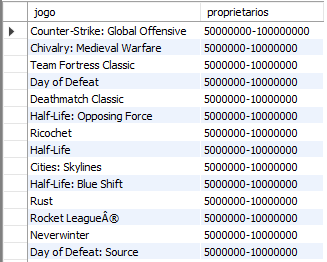 jogo proprietarios
Counter-Strike: Global Offensive 50000000-100000000
Chivalry: Medieval Warfare 5000000-10000000
Team Fortress Classic 5000000-10000000
Day of Defeat 5000000-10000000
Deathmatch Classic 5000000-10000000
Half-Life: Opposing Force 5000000-10000000
Ricochet 5000000-10000000
Half-Life 5000000-10000000
Cities: Skylines 5000000-10000000
Half-Life: Blue Shift 5000000-10000000
Rust 5000000-10000000
Rocket LeagueÂ® 5000000-10000000
Neverwinter 5000000-10000000
Day of Defeat: Source 5000000-10000000